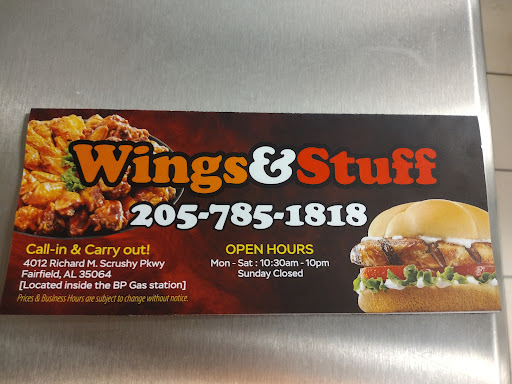 Wings&Stuff
205-785-1818
Call-in & Carry out!
4012 Richard M. Scrushy Pkwy
Fairfield, AL 35064
[Located inside the BP Gas station]
Prices & Business Hours are subject to change without notice.
OPEN HOURS
Mon - Sat : 10:30am - 10pm
Sunday Closed